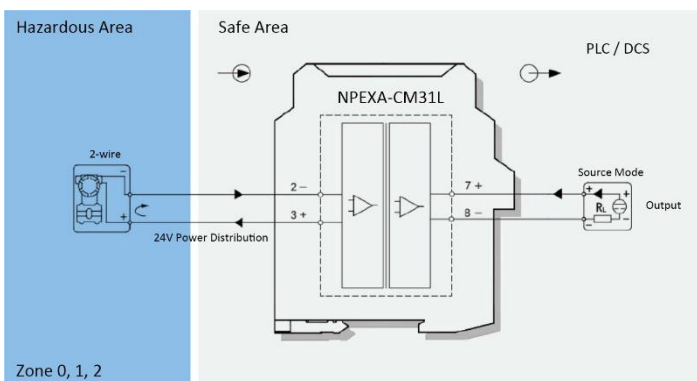 Hazardous Area
Safe Area
PLC / DCS
NPEXA-CM31L
2-wire
−
+
2 −
3 +
24V Power Distribution
7 +
8 −
Source Mode
+
+
RL
−
−
Output
Zone 0, 1, 2